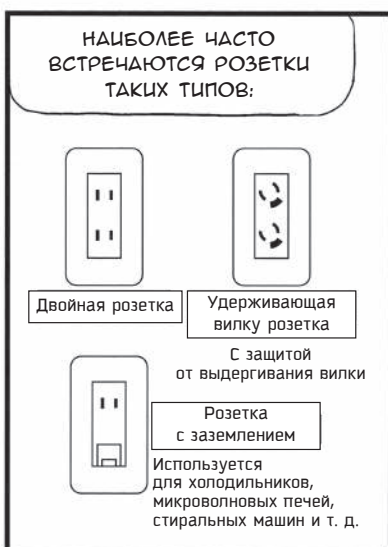 НАИБОЛЕЕ ЧАСТО
ВСТРЕЧАЮТСЯ РОЗЕТКИ
ТАКИХ ТИПОВ:
Двойная розетка
Удерживающая
вилку розетка
С защитой
от выдергивания вилки
Розетка
с заземлением
Используется
для холодильников,
микроволновых печей,
стиральных машин и т. д.